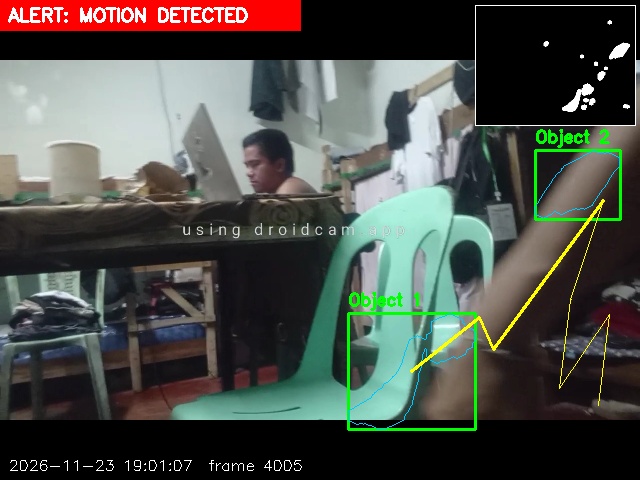 ALERT: MOTION DETECTED
Object 2
using droidcam app
Object 1
2026-11-23 19:01:07 frame 4005